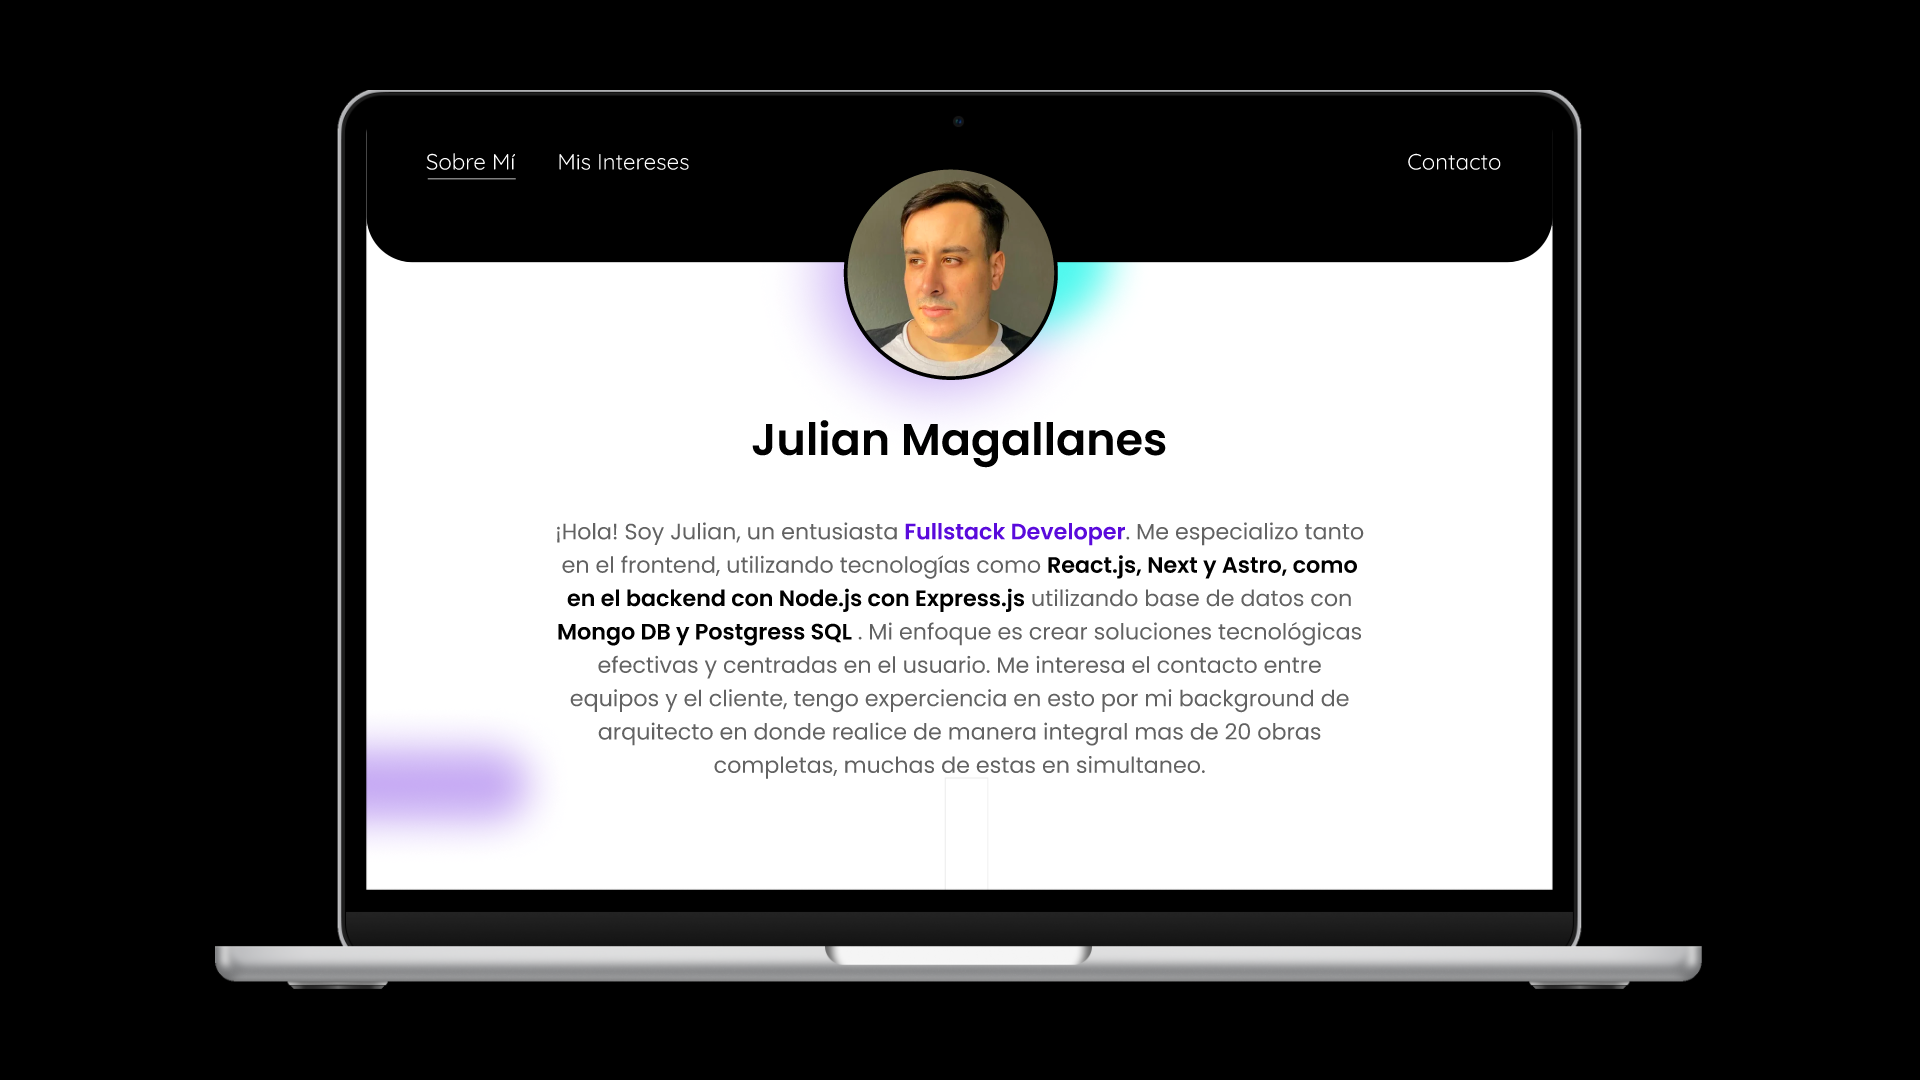 Sobre Mí
Mis Intereses
Contacto
Julian Magallanes
¡Hola! Soy Julian, un entusiasta Fullstack Developer. Me especializo tanto
en el frontend, utilizando tecnologías como React.js, Next y Astro, como
en el backend con Node.js con Express.js utilizando base de datos con
Mongo DB y Postgress SQL . Mi enfoque es crear soluciones tecnológicas
efectivas y centradas en el usuario. Me interesa el contacto entre
equipos y el cliente, tengo experciencia en esto por mi background de
arquitecto en donde realice de manera integral mas de 20 obras
completas, muchas de estas en simultaneo.